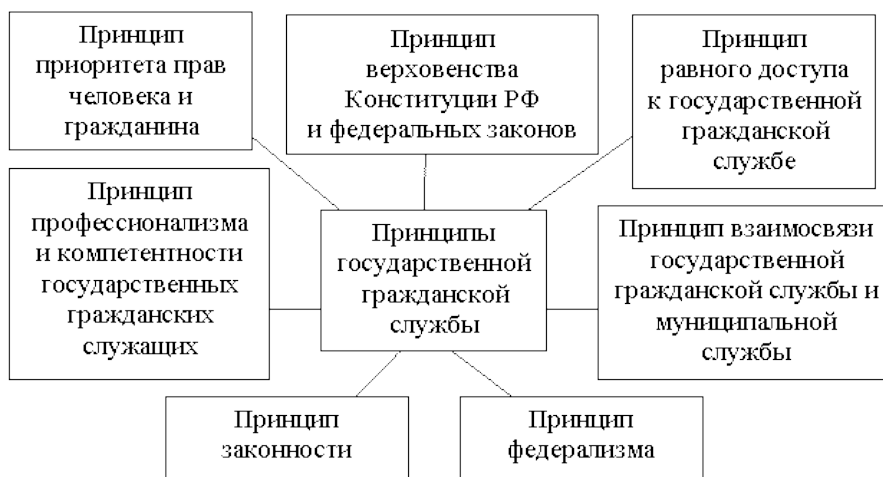 Принцип
приоритета прав
человека и
гражданина
Принцип
верховенства
Конституции РФ
и федеральных законов
Принцип
равного доступа
к государственной
гражданской
службе
Принцип
профессионализма
и компетентности
государственных
гражданских
служащих
Принципы
государственной
гражданской
службы
Принцип взаимосвязи
государственной
гражданской службы и
муниципальной
службы
Принцип
законности
Принцип
федерализма